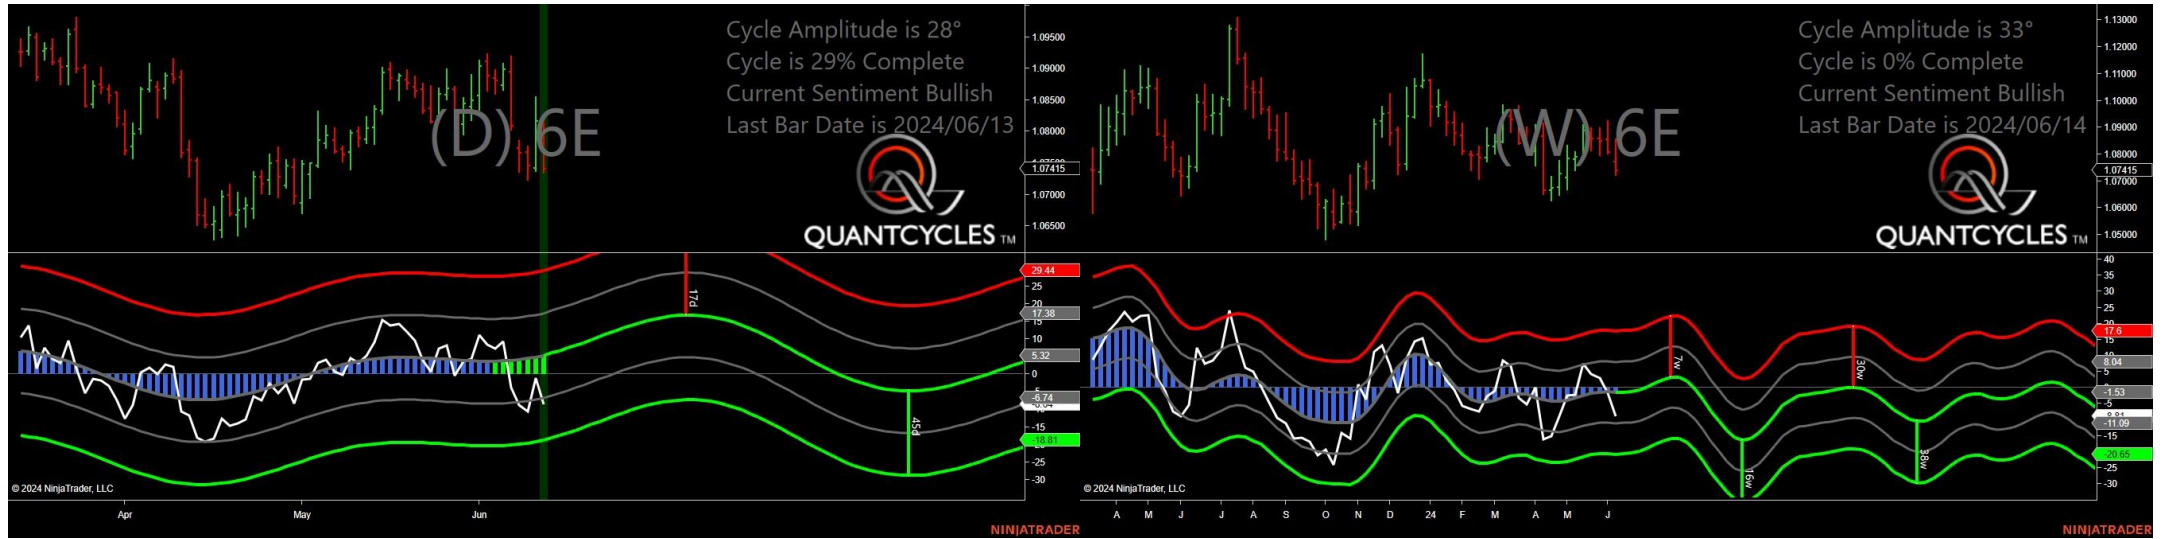 Cycle Amplitude is 28°
Cycle is 29% Complete
Current Sentiment Bullish
Last Bar Date is 2024/06/13
(D) 6E
QUANTCYCLES TM
1.09500
1.09000
1.08500
1.08000
1.07415
1.07000
1.06500
29.44
25
20
17.38
15
10
5.32
0
-5
-6.74
-15
-18.81
-25
-30
17d
45d
© 2024 NinjaTrader, LLC
Apr May Jun
NINJATRADER
Cycle Amplitude is 33°
Cycle is 0% Complete
Current Sentiment Bullish
Last Bar Date is 2024/06/14
(W) 6E
QUANTCYCLES TM
1.13000
1.12000
1.11000
1.10000
1.09000
1.08000
1.07415
1.07000
1.06000
1.05000
40
35
30
25
20
17.6
15
8.04
5
-1.53
-5
-11.09
-15
-20.65
-25
-30
7w
16w
30w
38w
© 2024 NinjaTrader, LLC
A M J J A S O N D 24 F M A M J
NINJATRADER